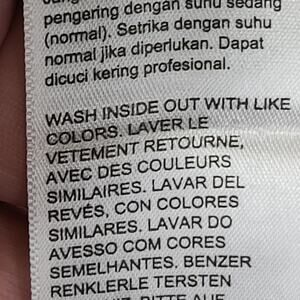 pengering dengan suhu sedang
(normal). Setrika dengan suhu
normal jika diperlukan. Dapat
dicuci kering profesional.
WASH INSIDE OUT WITH LIKE
COLORS. LAVER LE
VETEMENT RETOURNE,
AVEC DES COULEURS
SIMILAIRES. LAVAR DEL
REVÉS, CON COLORES
SIMILARES. LAVAR DO
AVESSO COM CORES
SEMELHANTES. BENZER
RENKLERLE TERSTEN
BITTE AUF